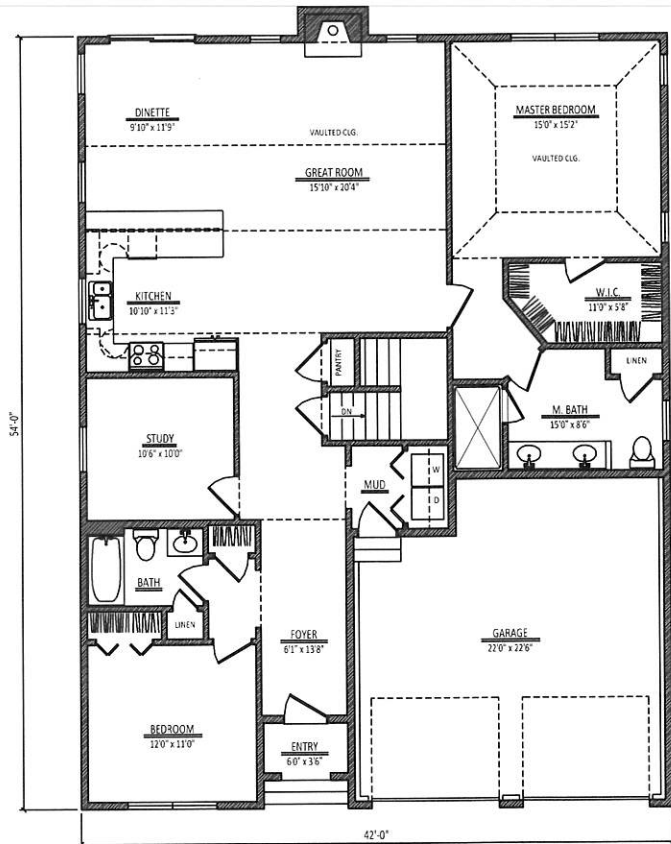 DINETTE
9'10" x 11'9"
VAULTED CLG.
GREAT ROOM
15'10" x 20'4"
MASTER BEDROOM
15'0" x 15'2"
VAULTED CLG.
KITCHEN
10'10" x 11'3"
W.I.C.
11'0" x 5'8"
PANTRY
LINEN
DN
M. BATH
15'0" x 8'6"
54'-0"
STUDY
10'6" x 10'0"
MUD
W
D
BATH
LINEN
FOYER
6'1" x 13'8"
GARAGE
22'0" x 22'6"
BEDROOM
12'0" x 11'0"
ENTRY
6'0" x 3'6"
42'-0"